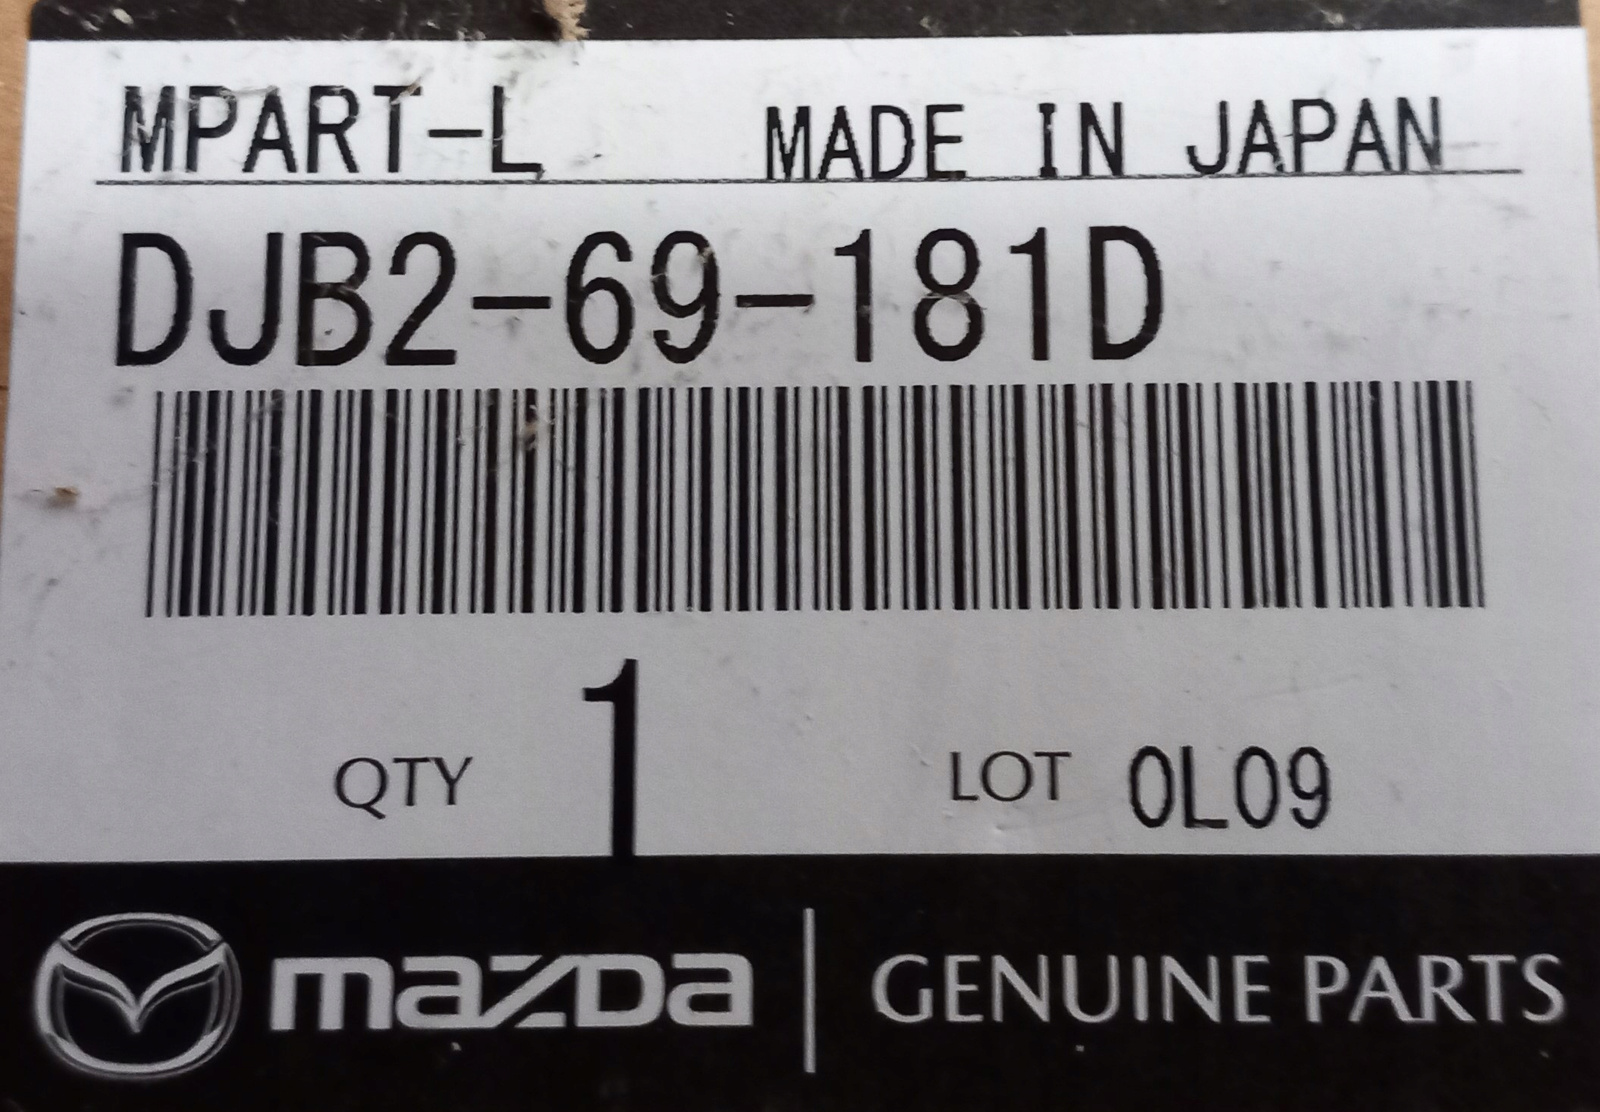 MPART-L MADE IN JAPAN
DJB2-69-181D
QTY 1 LOT 0L09
mazda GENUINE PARTS